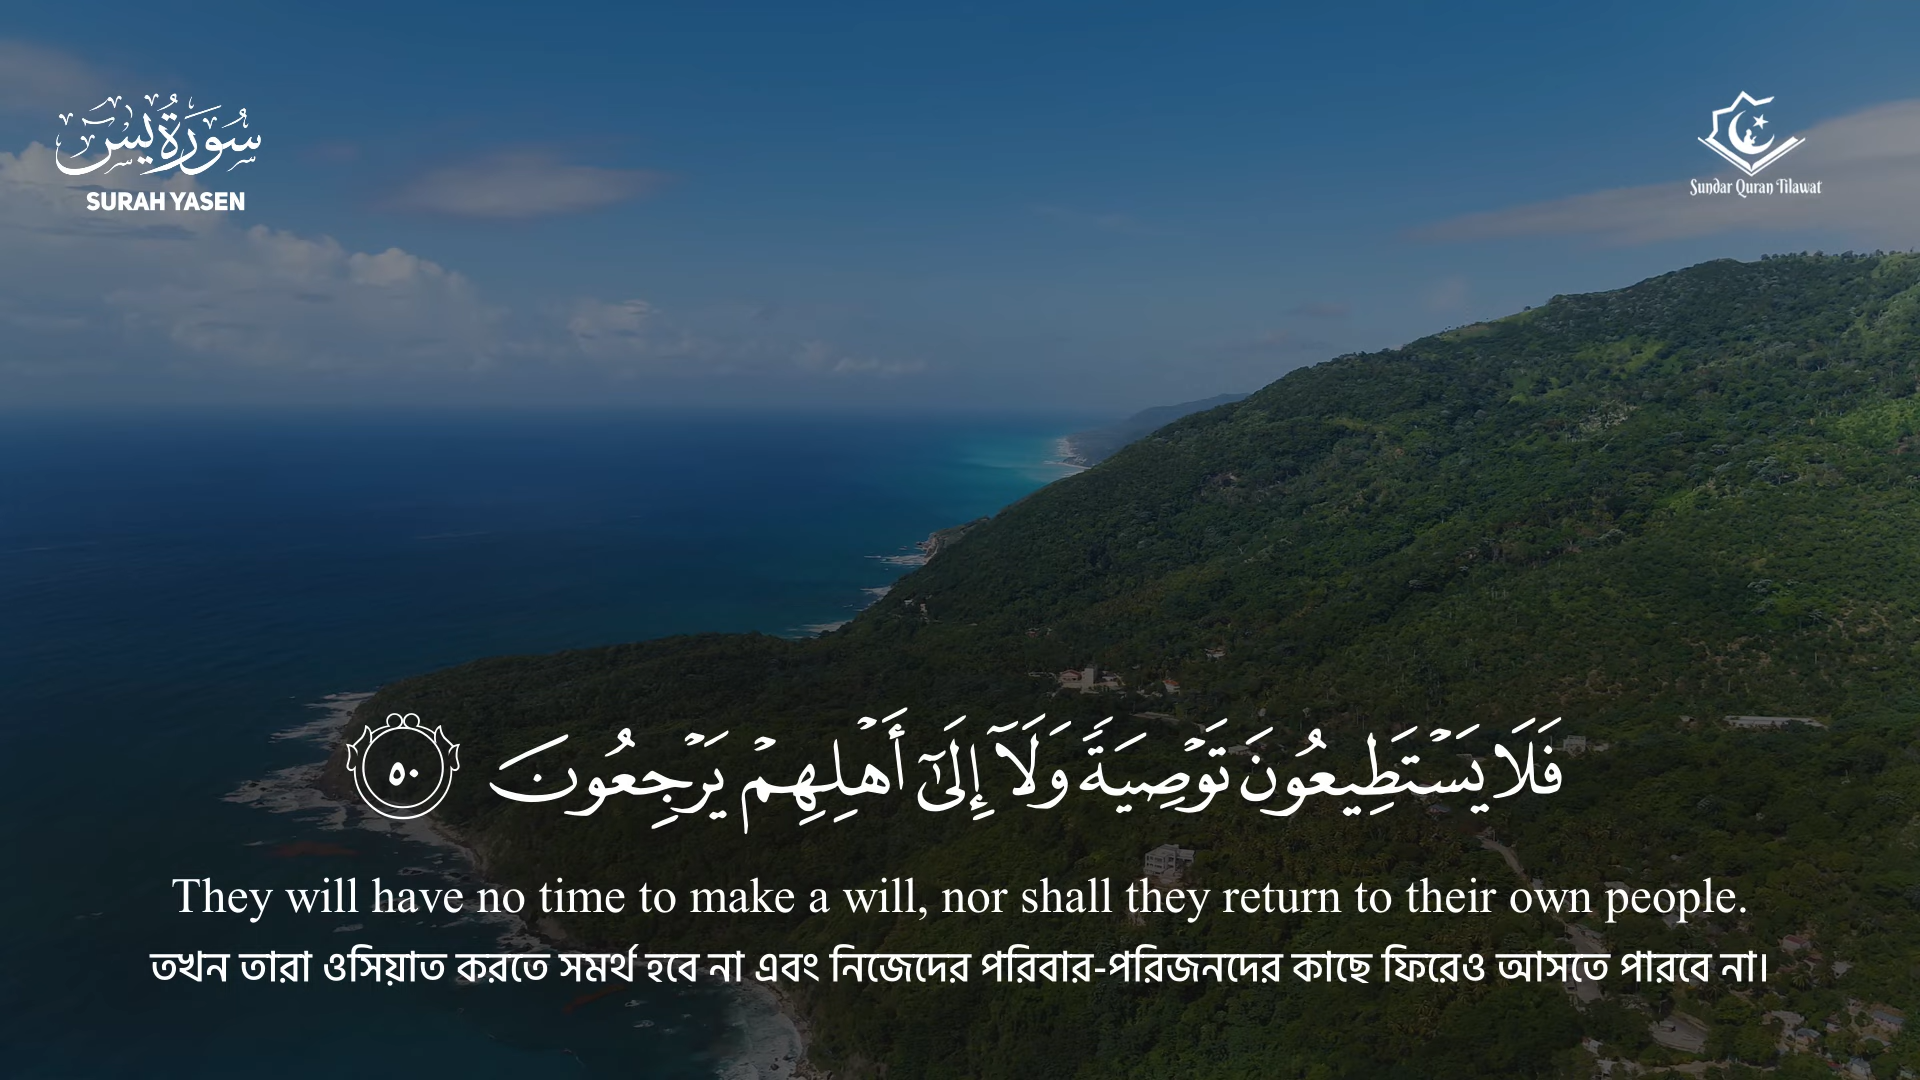 سُورَةُ يسٓ
SURAH YASEN
Sundar Quran Tilawat
فَلَا يَسْتَطِيعُونَ تَوْصِيَةً وَلَآ إِلَىٰٓ أَهْلِهِمْ يَرْجِعُونَ ٥٠
They will have no time to make a will, nor shall they return to their own people.
তখন তারা ওসিয়াত করতে সমর্থ হবে না এবং নিজেদের পরিবার-পরিজনদের কাছে ফিরেও আসতে পারবে না।